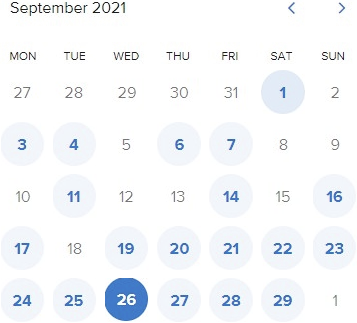 September 2021
MON TUE WED THU FRI SAT SUN
27 28 29 30 31 1 2
3 4 5 6 7 8 9
10 11 12 13 14 15 16
17 18 19 20 21 22 23
24 25 26 27 28 29 1